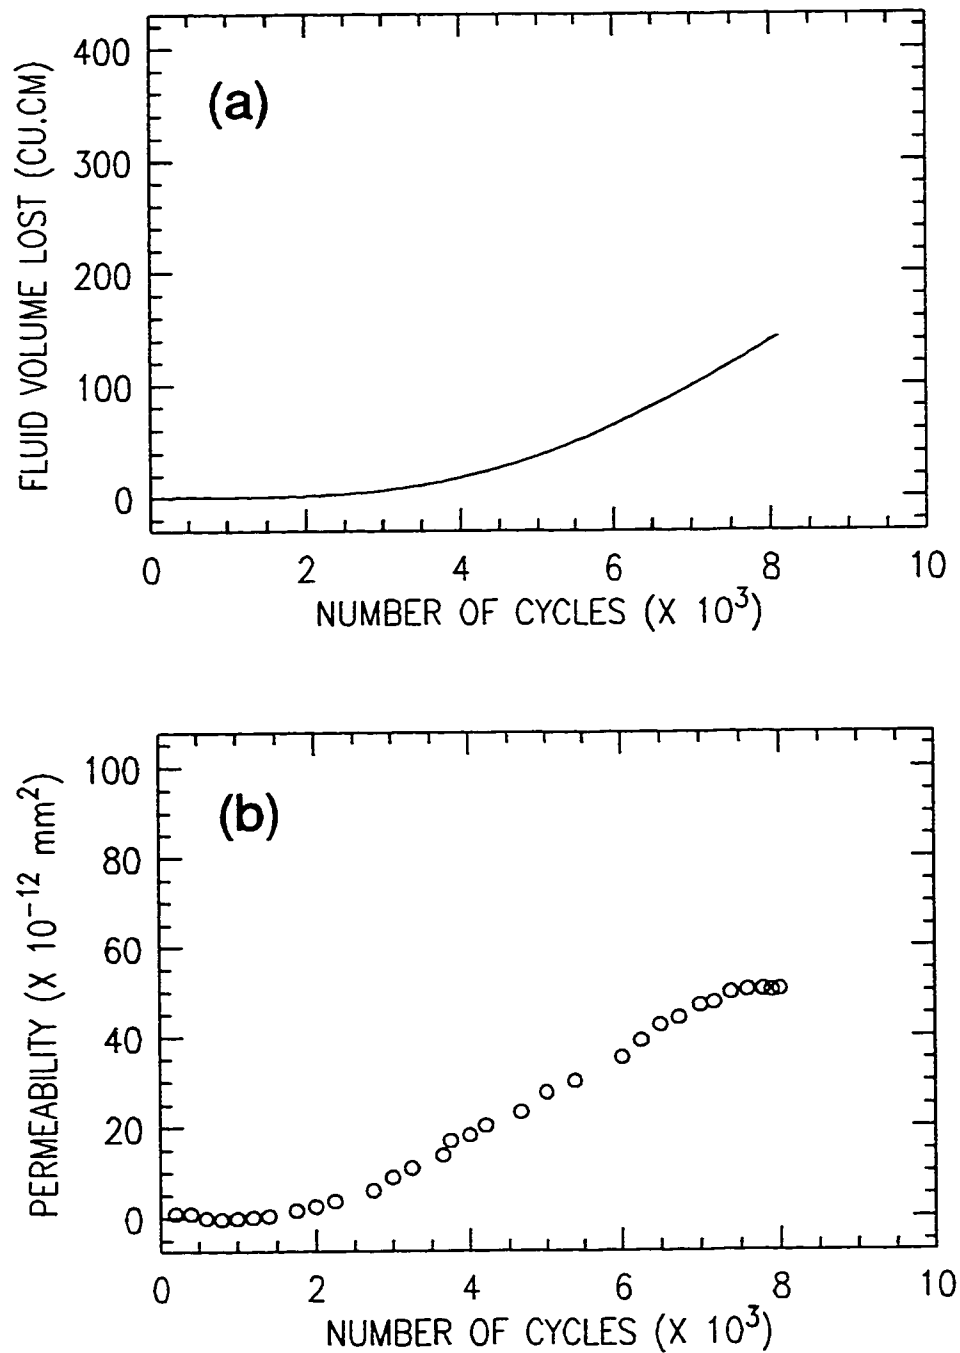 (a)
FLUID VOLUME LOST (CU.CM)
400
300
200
100
0
0 2 4 6 8 10
NUMBER OF CYCLES (X 10³)
(b)
PERMEABILITY (X 10⁻¹² mm²)
100
80
60
40
20
0
0 2 4 6 8 10
NUMBER OF CYCLES (X 10³)